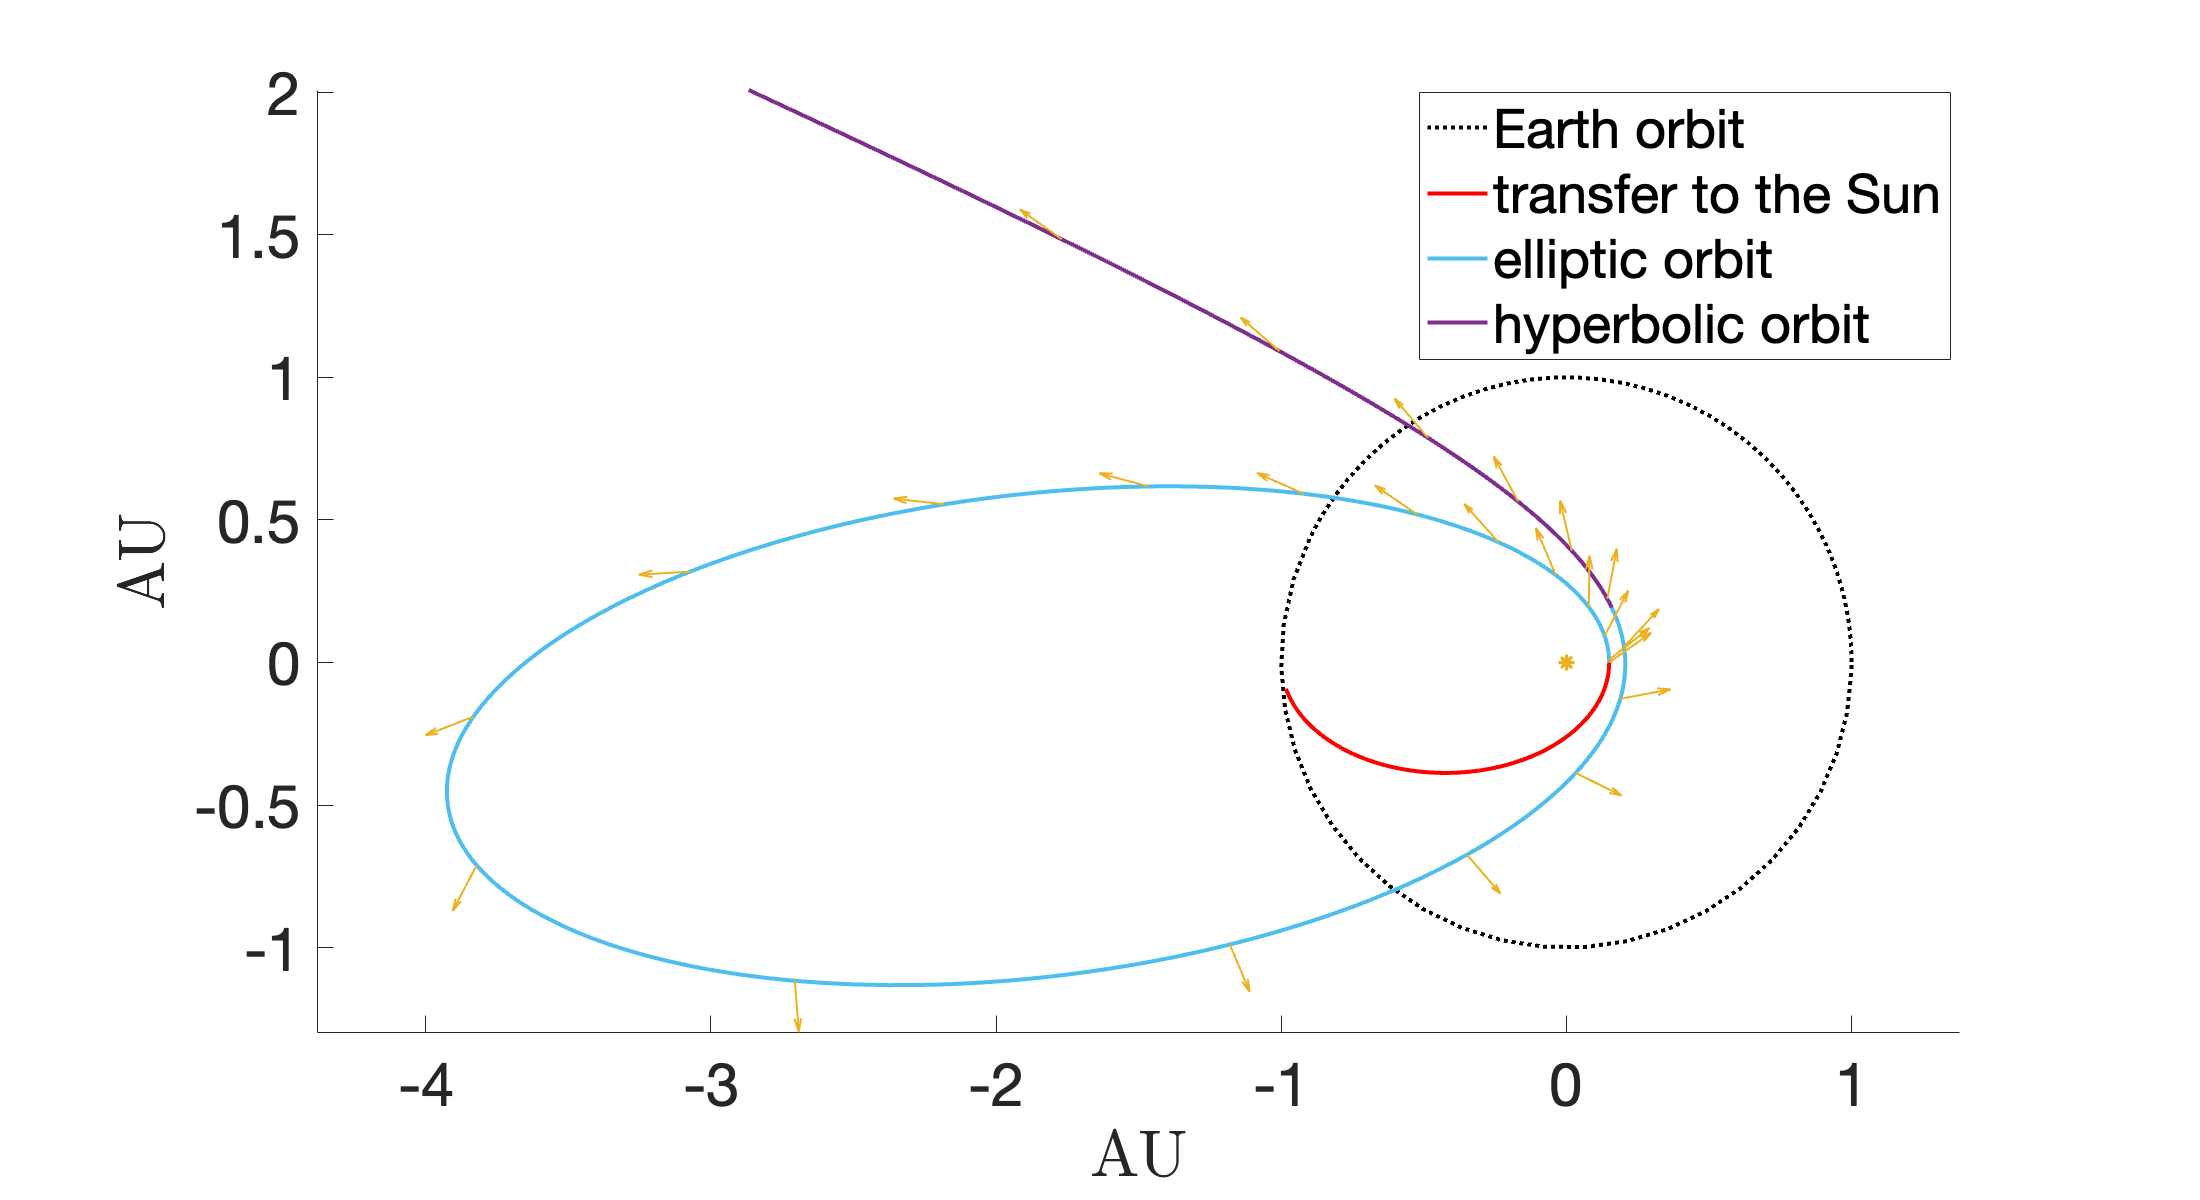 2
1.5
1
0.5
0
-0.5
-1
AU
Earth orbit
transfer to the Sun
elliptic orbit
hyperbolic orbit
-4 -3 -2 -1 0 1
AU